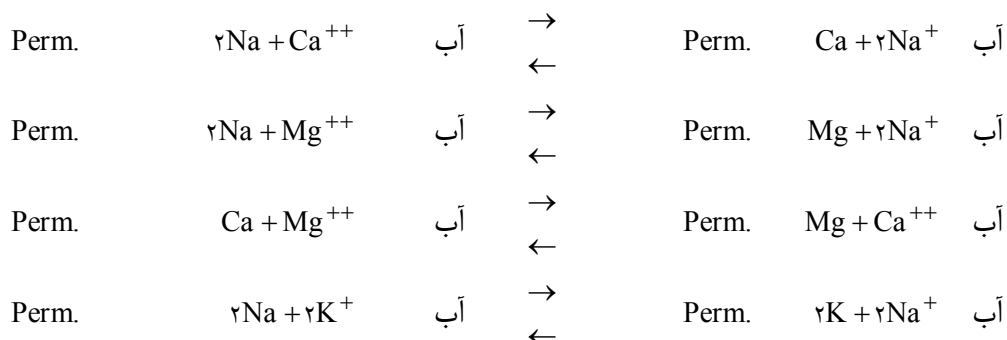 Perm. ۲Na + Ca⁺⁺ آب → ← Perm. Ca + ۲Na⁺ آب
Perm. ۲Na + Mg⁺⁺ آب → ← Perm. Mg + ۲Na⁺ آب
Perm. Ca + Mg⁺⁺ آب → ← Perm. Mg + Ca⁺⁺ آب
Perm. ۲Na + ۲K⁺ آب → ← Perm. ۲K + ۲Na⁺ آب